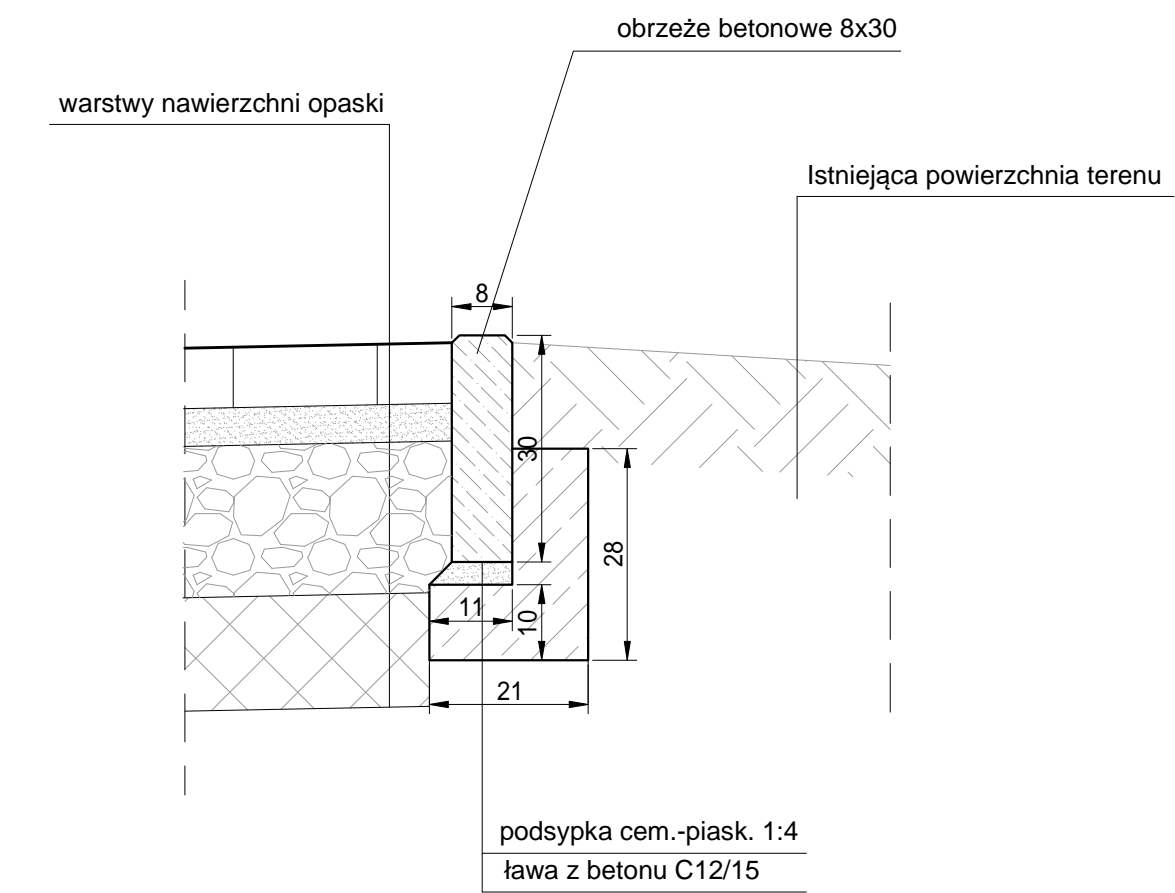 obrzeże betonowe 8x30
warstwy nawierzchni opaski
Istniejąca powierzchnia terenu
8
30
28
11
10
21
podsypka cem.-piask. 1:4
ława z betonu C12/15